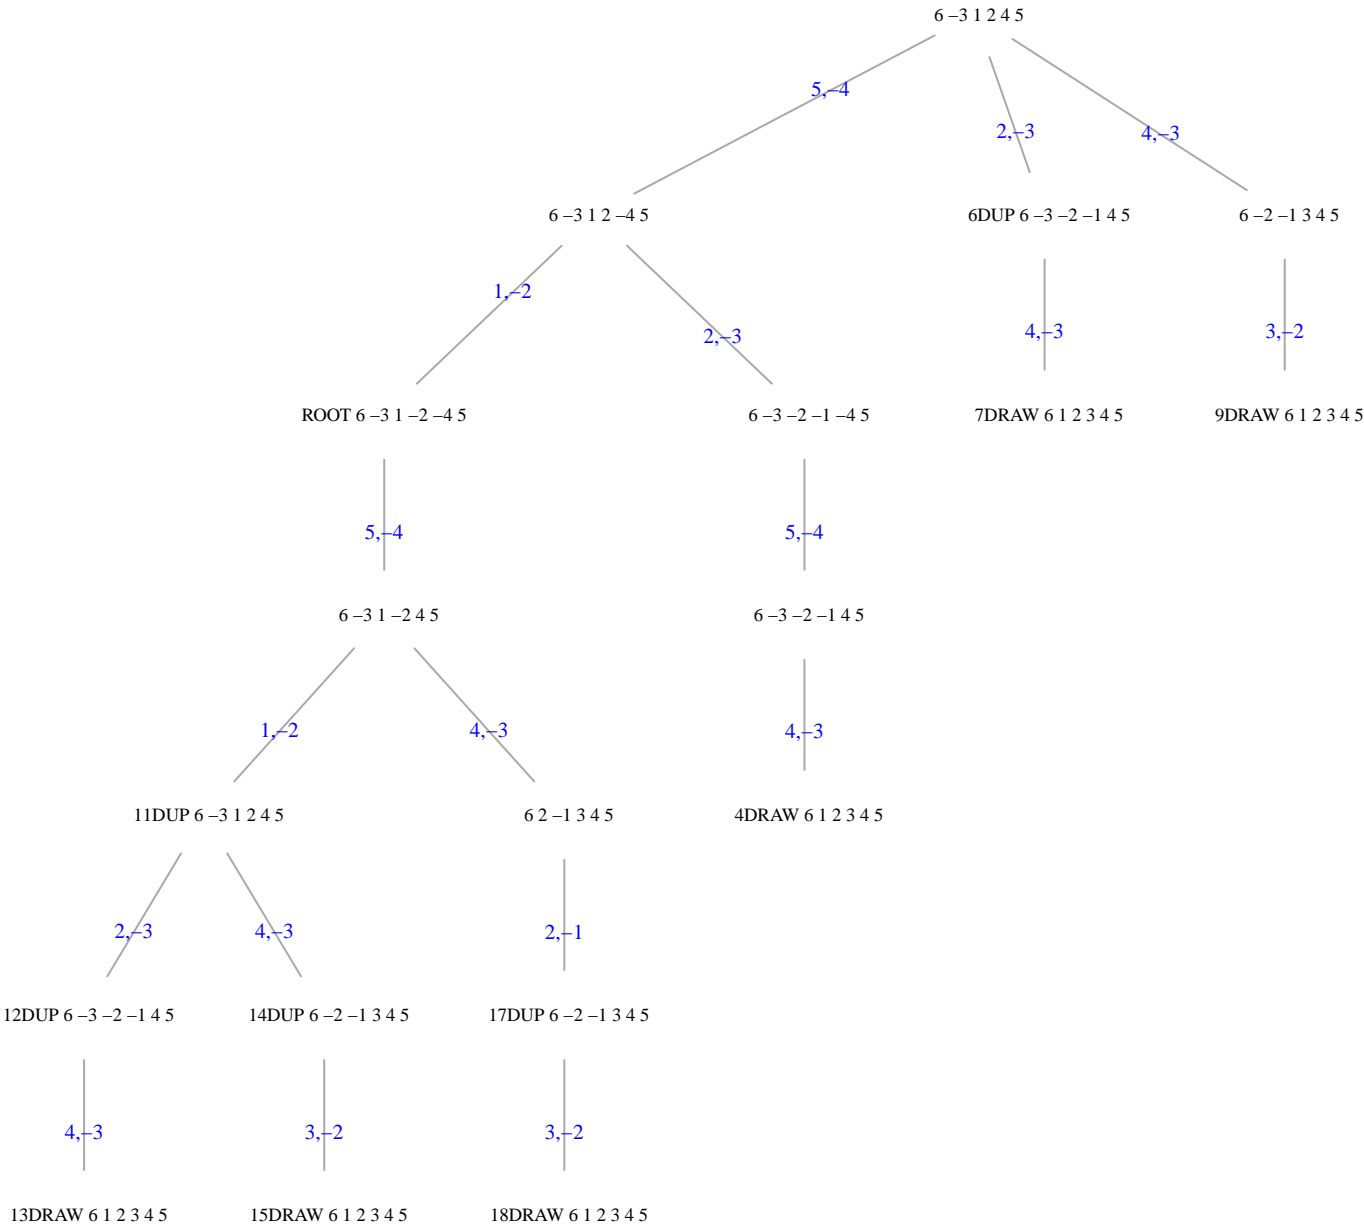 6 –3 1 2 4 5
5,–4
2,–3
4,–3
6 –3 1 2 –4 5
6DUP 6 –3 –2 –1 4 5
6 –2 –1 3 4 5
1,–2
2,–3
4,–3
3,–2
ROOT 6 –3 1 –2 –4 5
6 –3 –2 –1 –4 5
7DRAW 6 1 2 3 4 5
9DRAW 6 1 2 3 4 5
5,–4
5,–4
6 –3 1 –2 4 5
6 –3 –2 –1 4 5
1,–2
4,–3
4,–3
11DUP 6 –3 1 2 4 5
6 2 –1 3 4 5
4DRAW 6 1 2 3 4 5
2,–3
4,–3
2,–1
12DUP 6 –3 –2 –1 4 5
14DUP 6 –2 –1 3 4 5
17DUP 6 –2 –1 3 4 5
4,–3
3,–2
3,–2
13DRAW 6 1 2 3 4 5
15DRAW 6 1 2 3 4 5
18DRAW 6 1 2 3 4 5